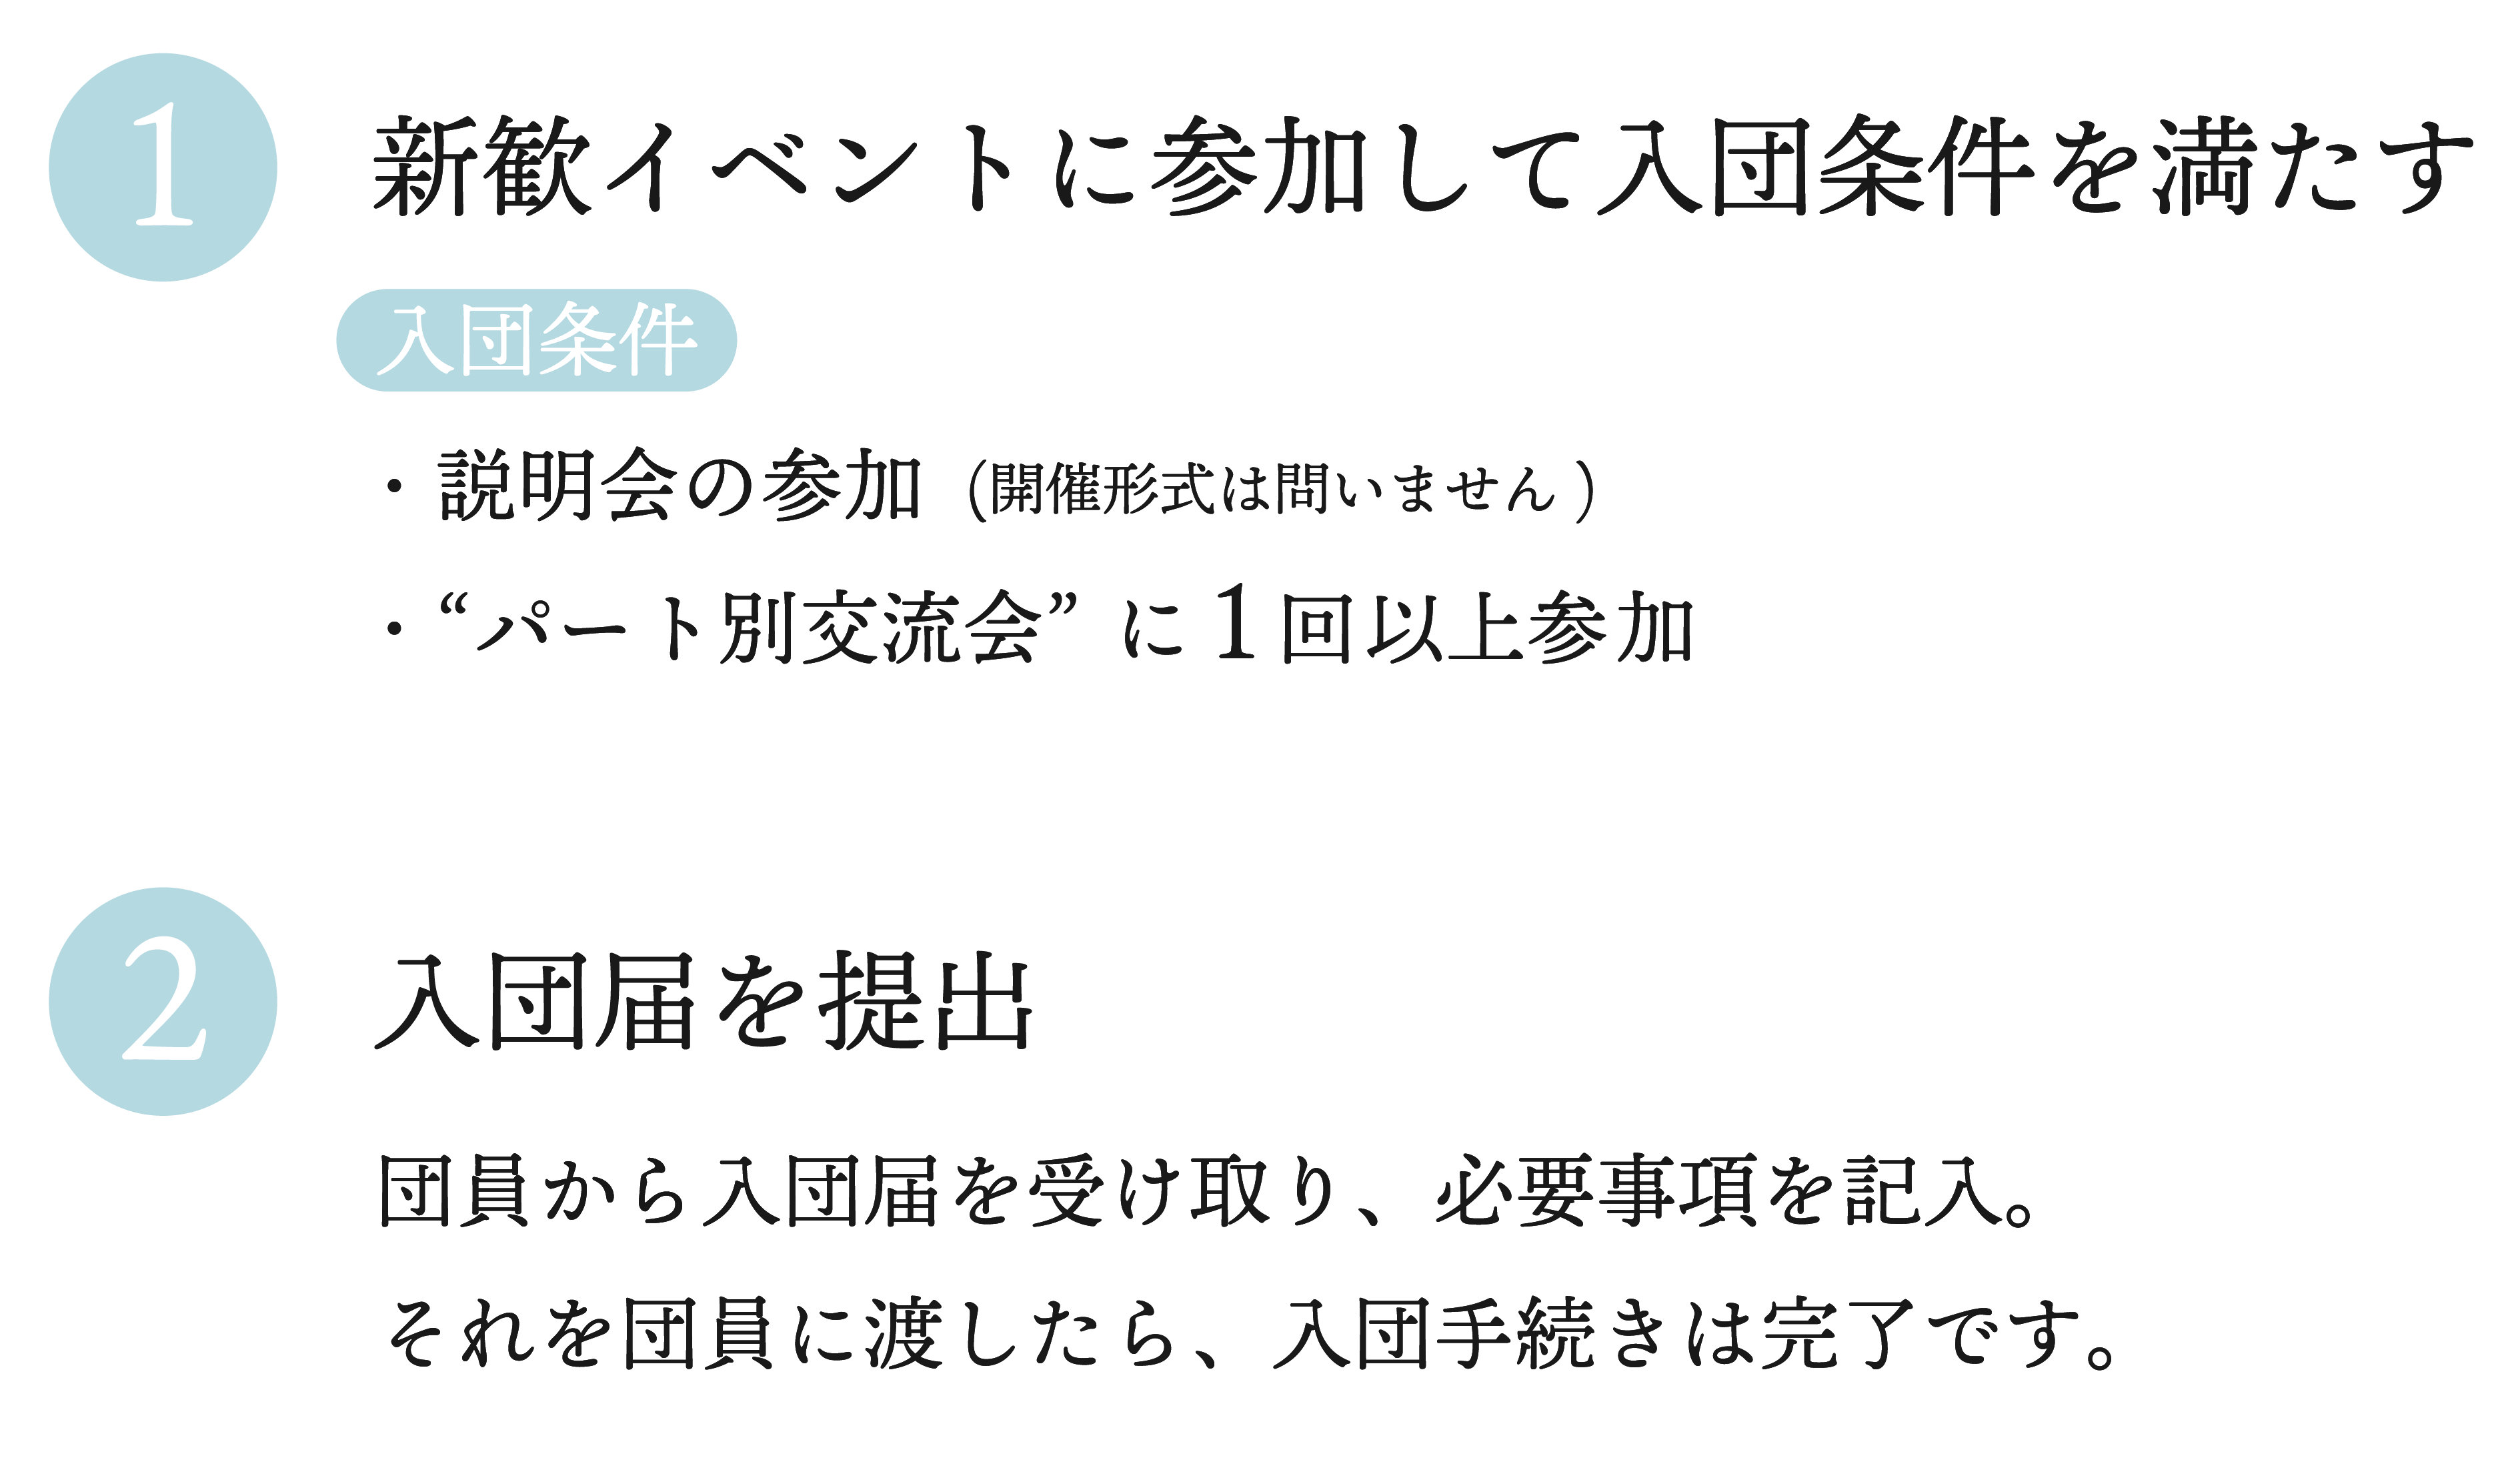 1
新歓イベントに参加して入団条件を満たす
入団条件
・説明会の参加（開催形式は問いません）
・“パート別交流会”に1回以上参加
2
入団届を提出
団員から入団届を受け取り、必要事項を記入。
それを団員に渡したら、入団手続きは完了です。